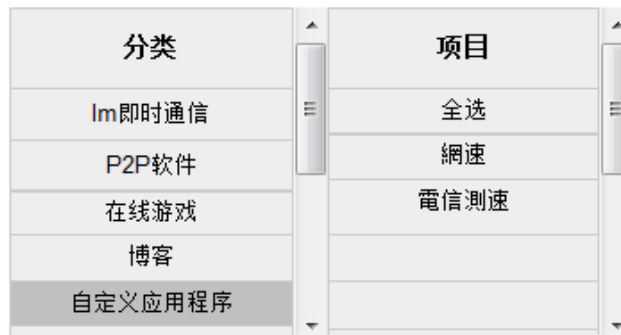 分类
Im即时通信
P2P软件
在线游戏
博客
自定义应用程序
项目
全选
網速
電信測速